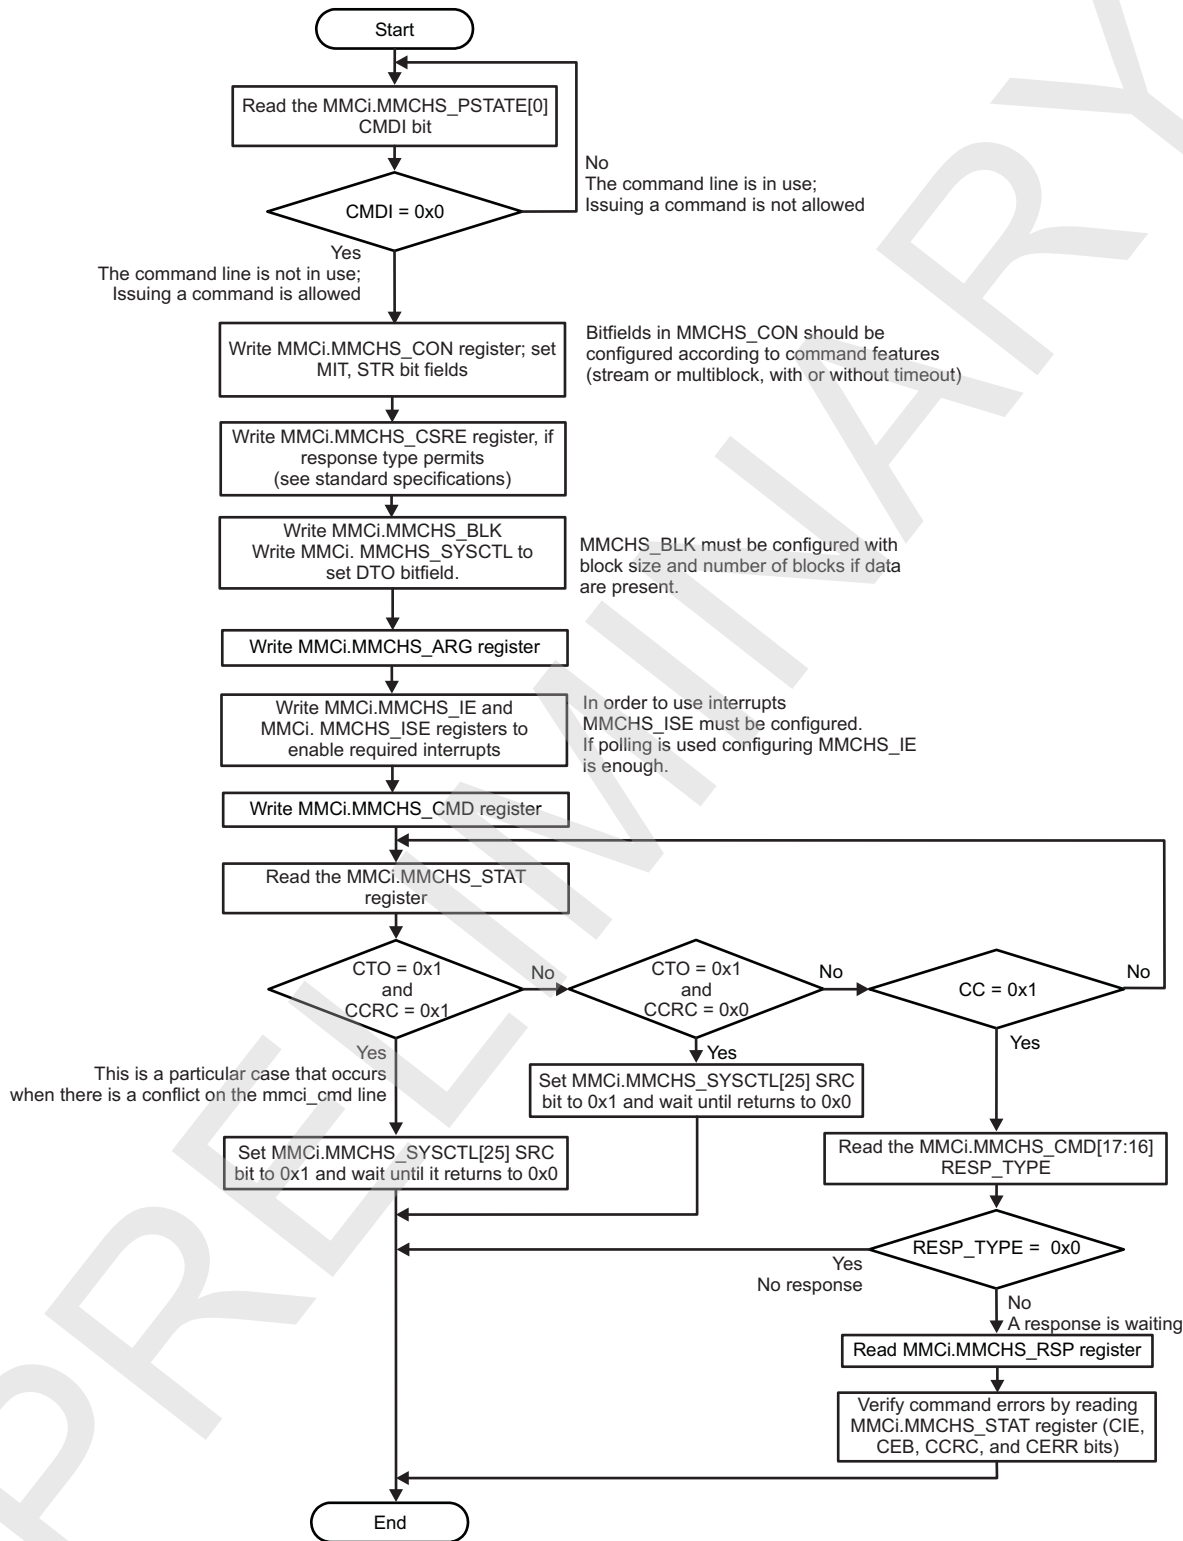 Start
Read the MMCi.MMCHS_PSTATE[0]
CMDI bit
No
The command line is in use;
Issuing a command is not allowed
CMDI = 0x0
Yes
The command line is not in use;
Issuing a command is allowed
Write MMCi.MMCHS_CON register; set
MIT, STR bit fields
Bitfields in MMCHS_CON should be
configured according to command features
(stream or multiblock, with or without timeout)
Write MMCi.MMCHS_CSRE register, if
response type permits
(see standard specifications)
Write MMCi.MMCHS_BLK
Write MMCi. MMCHS_SYSCTL to
set DTO bitfield.
MMCHS_BLK must be configured with
block size and number of blocks if data
are present.
Write MMCi.MMCHS_ARG register
Write MMCi.MMCHS_IE and
MMCi. MMCHS_ISE registers to
enable required interrupts
In order to use interrupts
MMCHS_ISE must be configured.
If polling is used configuring MMCHS_IE
is enough.
Write MMCi.MMCHS_CMD register
Read the MMCi.MMCHS_STAT
register
CTO = 0x1
and
CCRC = 0x1
No
CTO = 0x1
and
CCRC = 0x0
No
CC = 0x1
No
Yes
This is a particular case that occurs
when there is a conflict on the mmci_cmd line
Yes
Set MMCi.MMCHS_SYSCTL[25] SRC
bit to 0x1 and wait until returns to 0x0
Yes
Set MMCi.MMCHS_SYSCTL[25] SRC
bit to 0x1 and wait until it returns to 0x0
Read the MMCi.MMCHS_CMD[17:16]
RESP_TYPE
RESP_TYPE = 0x0
Yes
No response
No
A response is waiting
Read MMCi.MMCHS_RSP register
Verify command errors by reading
MMCi.MMCHS_STAT register (CIE,
CEB, CCRC, and CERR bits)
End
PRELIMINARY